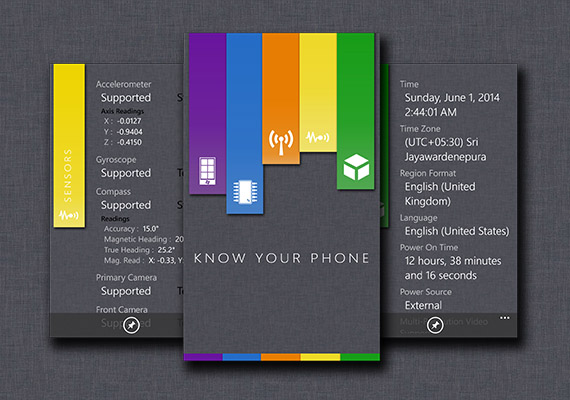 SENSORS
Accelerometer
Supported
Axis Readings
X : -0.0127
Y : -0.9404
Z : -0.4150
Gyroscope
Supported
Compass
Supported
Readings
Accuracy : 15.0°
Magnetic Heading : 20
True Heading : 25.2°
Mag. Read : X: -0.33, Y
Primary Camera
Supported
Front Camera
Supported
KNOW YOUR PHONE
Time
Sunday, June 1, 2014
2:44:01 AM
Time Zone
(UTC+05:30) Sri
Jayawardenepura
Region Format
English (United
Kingdom)
Language
English (United States)
Power On Time
12 hours, 38 minutes
and 16 seconds
Power Source
External